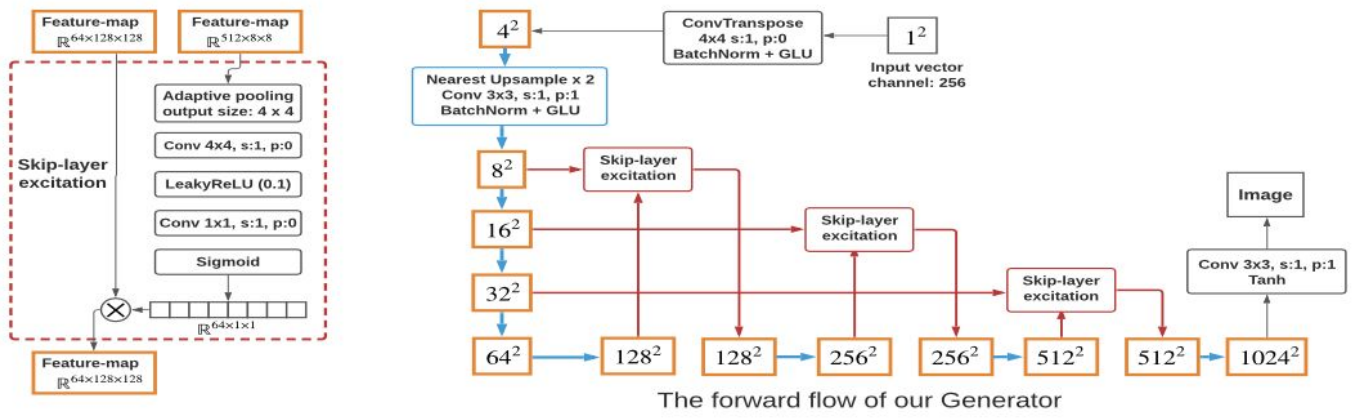 Feature-map
ℝ^64×128×128
Feature-map
ℝ^512×8×8
Adaptive pooling
output size: 4 x 4
Conv 4x4, s:1, p:0
LeakyReLU (0.1)
Conv 1x1, s:1, p:0
Sigmoid
Skip-layer
excitation
ℝ^64×1×1
Feature-map
ℝ^64×128×128
4²
ConvTranspose
4x4 s:1, p:0
BatchNorm + GLU
1²
Input vector
channel: 256
Nearest Upsample x 2
Conv 3x3, s:1, p:1
BatchNorm + GLU
8²
Skip-layer
excitation
16²
Skip-layer
excitation
32²
Skip-layer
excitation
Image
Conv 3x3, s:1, p:1
Tanh
64²
128²
128²
256²
256²
512²
512²
1024²
The forward flow of our Generator